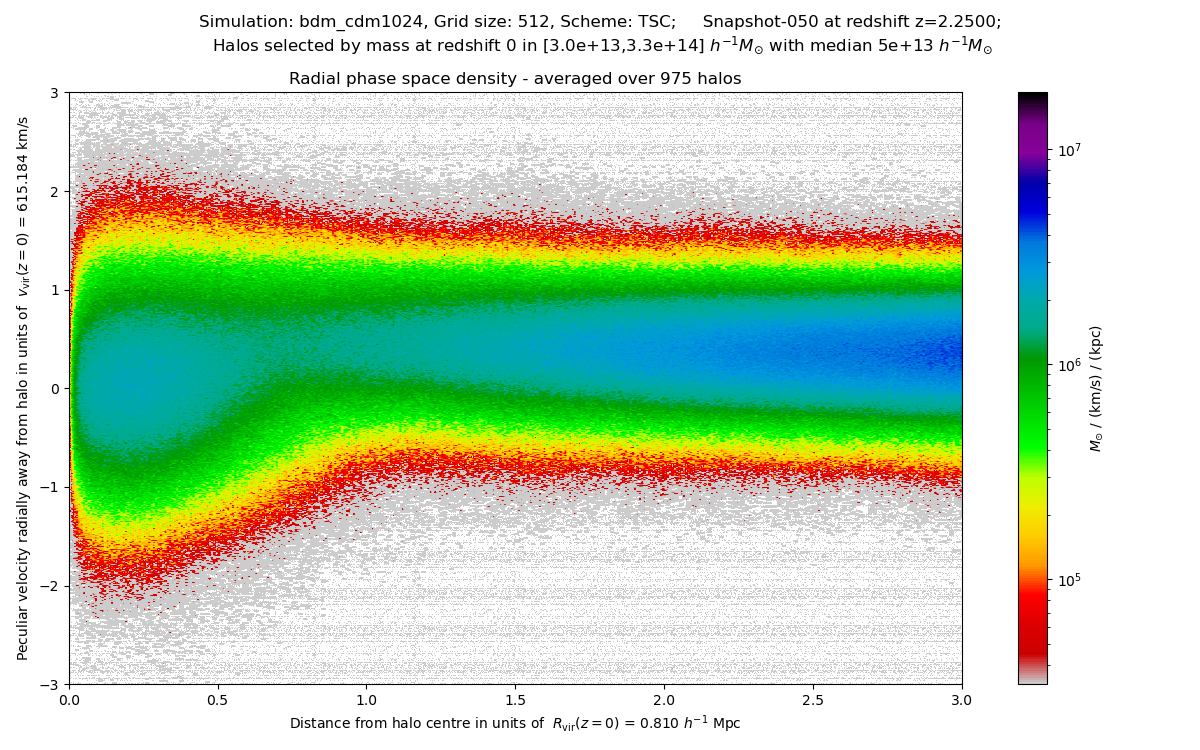 Simulation: bdm_cdm1024, Grid size: 512, Scheme: TSC;     Snapshot-050 at redshift z=2.2500;
Halos selected by mass at redshift 0 in [3.0e+13,3.3e+14] h⁻¹M⊙ with median 5e+13 h⁻¹M⊙
Radial phase space density - averaged over 975 halos
Peculiar velocity radially away from halo in units of v_vir(z = 0) = 615.184 km/s
3
2
1
0
−1
−2
−3
0.0
0.5
1.0
1.5
2.0
2.5
3.0
Distance from halo centre in units of R_vir(z = 0) = 0.810 h⁻¹ Mpc
10⁷
10⁶
10⁵
M⊙ / (km/s) / (kpc)